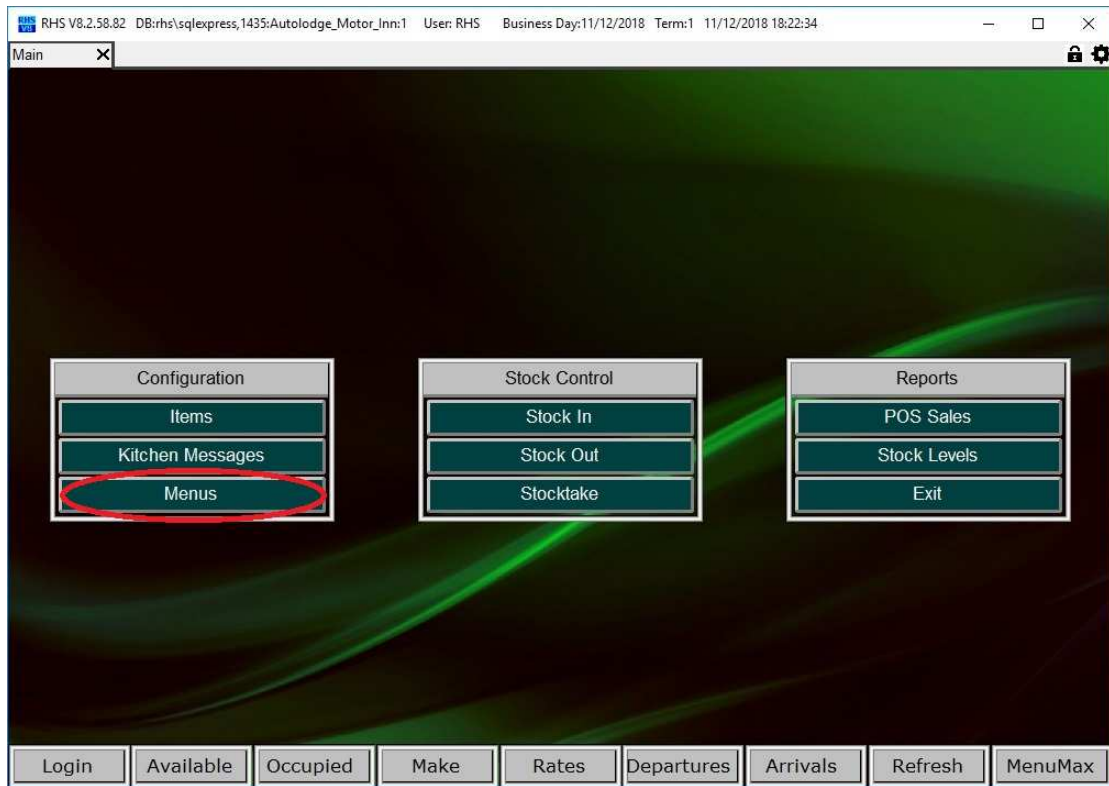 RHS V8.2.58.82 DB:rhs\sqlexpress,1435:Autolodge_Motor_Inn:1 User: RHS Business Day:11/12/2018 Term:1 11/12/2018 18:22:34
Main
Configuration
Items
Kitchen Messages
Menus
Stock Control
Stock In
Stock Out
Stocktake
Reports
POS Sales
Stock Levels
Exit
Login Available Occupied Make Rates Departures Arrivals Refresh MenuMax